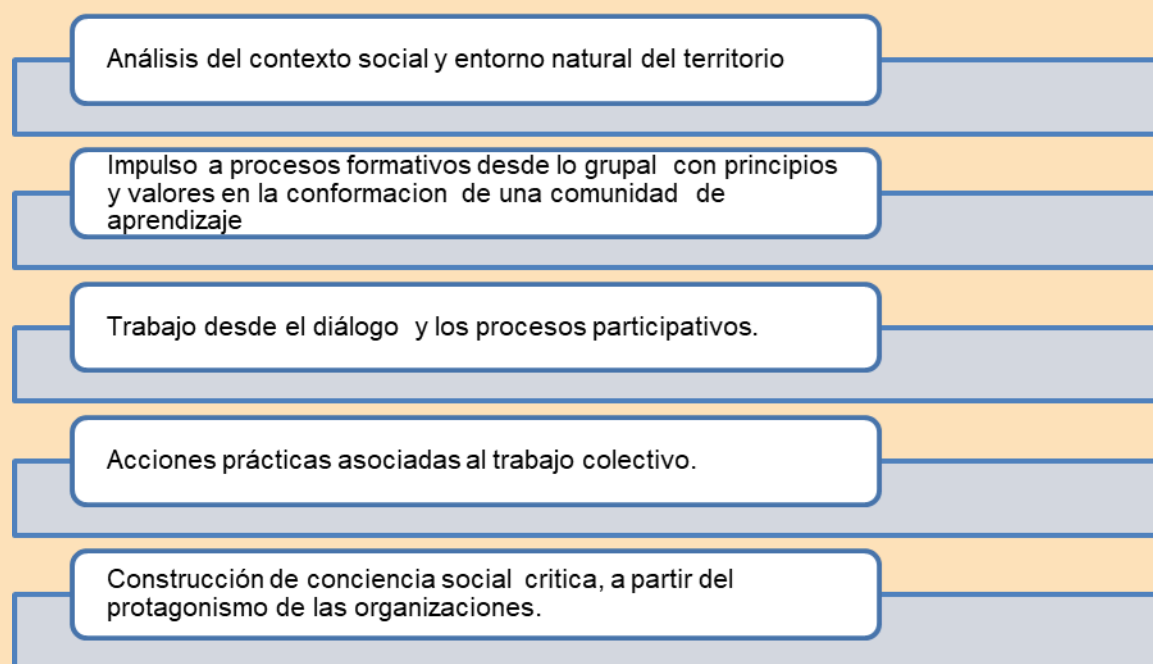 Análisis del contexto social y entorno natural del territorio
Impulso a procesos formativos desde lo grupal con principios
y valores en la conformacion de una comunidad de
aprendizaje
Trabajo desde el diálogo y los procesos participativos.
Acciones prácticas asociadas al trabajo colectivo.
Construcción de conciencia social critica, a partir del
protagonismo de las organizaciones.